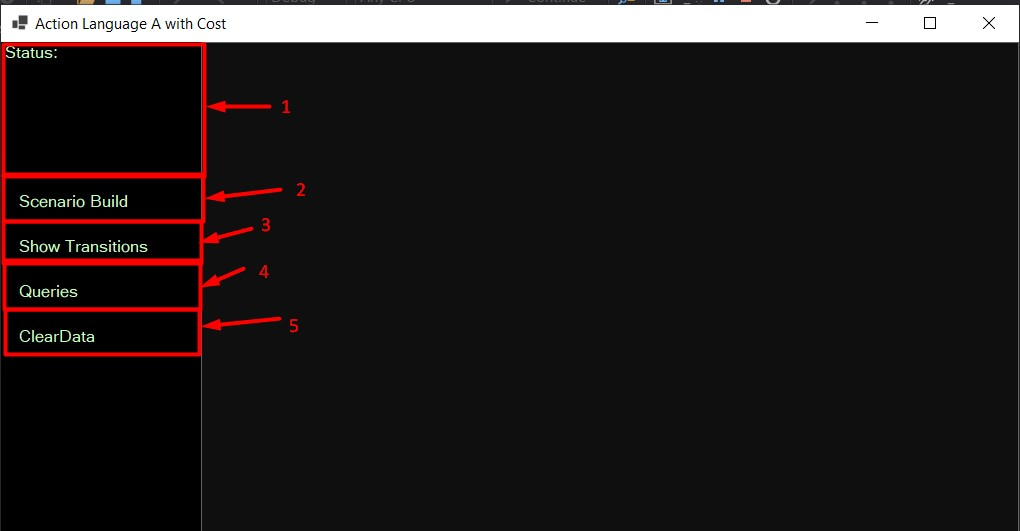 Action Language A with Cost
Status:
1
Scenario Build
2
Show Transitions
3
Queries
4
ClearData
5